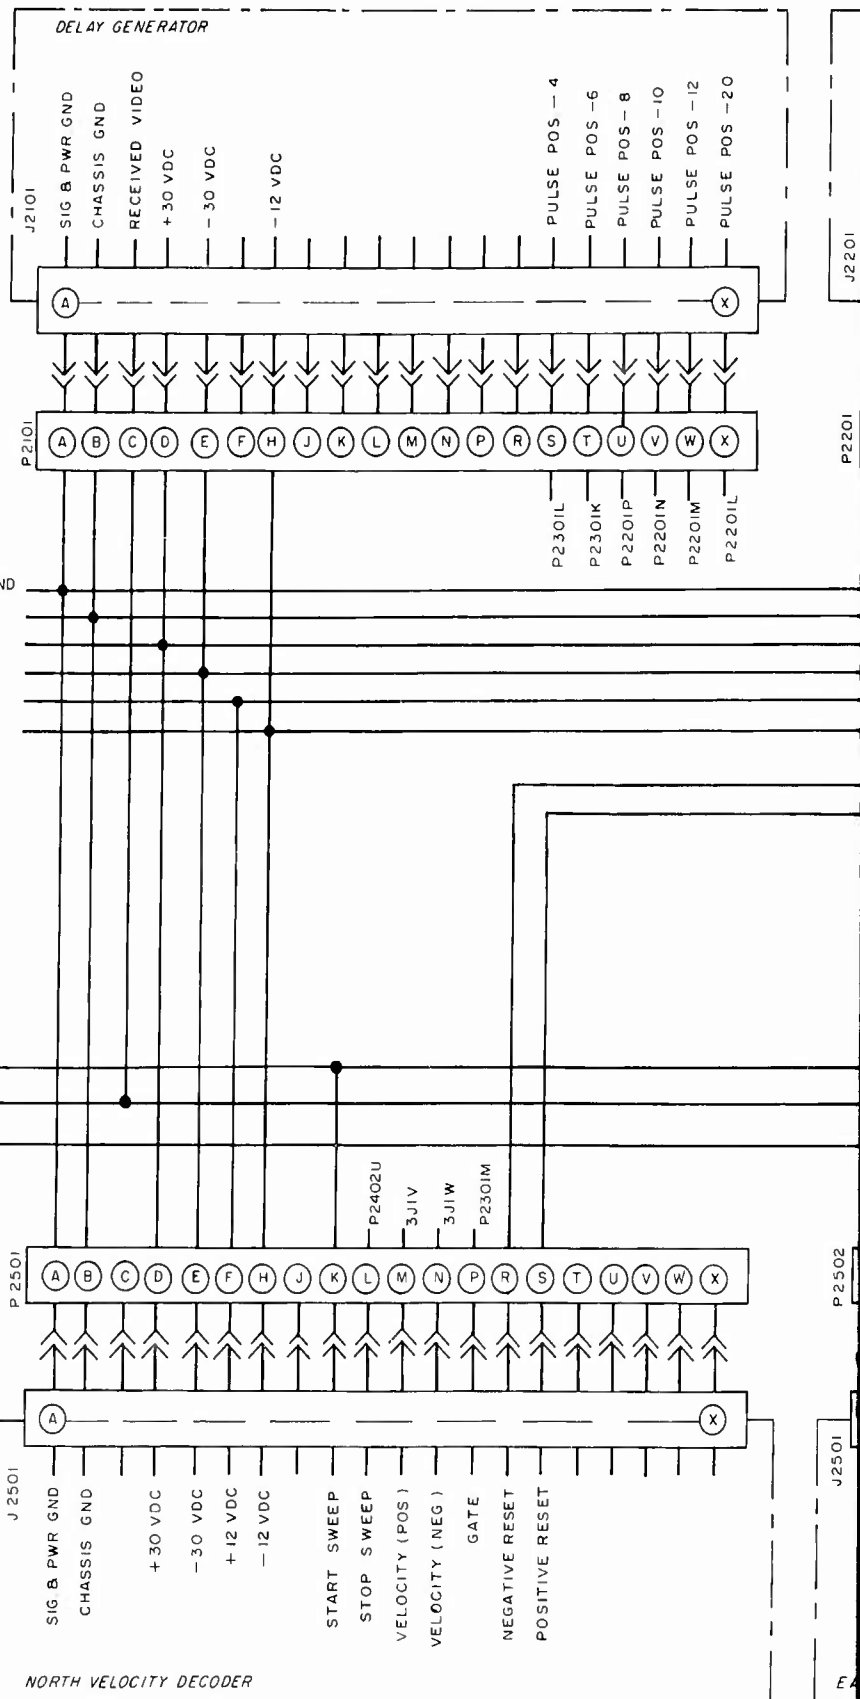 DELAY GENERATOR
J2101
SIG & PWR GND
CHASSIS GND
RECEIVED VIDEO
+30 VDC
-30 VDC
-12 VDC
PULSE POS-4
PULSE POS-6
PULSE POS-8
PULSE POS-10
PULSE POS-12
PULSE POS-20
J2201
A X
P2101
A B C D E F H J K L M N P R S T U V W X
P2201
P2301L
P2301K
P2201P
P2201N
P2201M
P2201L
ND
P2402U
3J1V
3J1W
P2301M
P2501
A B C D E F H J K L M N P R S T U V W X
P2502
A X
J2501
SIG & PWR GND
CHASSIS GND
+30 VDC
-30 VDC
+12 VDC
-12 VDC
START SWEEP
STOP SWEEP
VELOCITY (POS)
VELOCITY (NEG)
GATE
NEGATIVE RESET
POSITIVE RESET
J2501
NORTH VELOCITY DECODER
EA